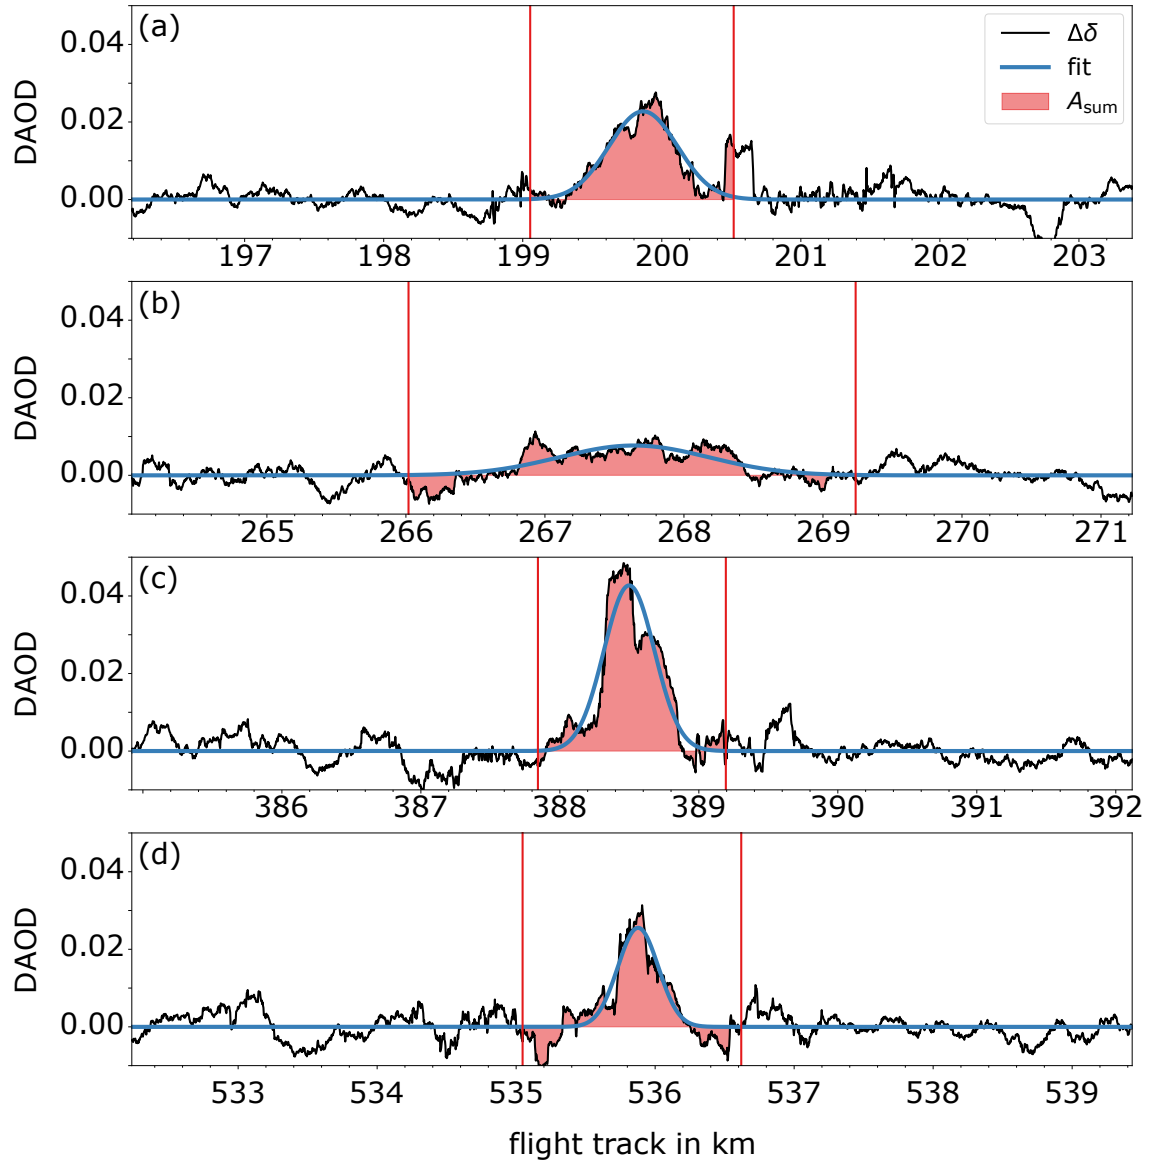 (a)
Δδ
fit
A_sum
DAOD
0.04
0.02
0.00
197 198 199 200 201 202 203
(b)
DAOD
0.04
0.02
0.00
265 266 267 268 269 270 271
(c)
DAOD
0.04
0.02
0.00
386 387 388 389 390 391 392
(d)
DAOD
0.04
0.02
0.00
533 534 535 536 537 538 539
flight track in km